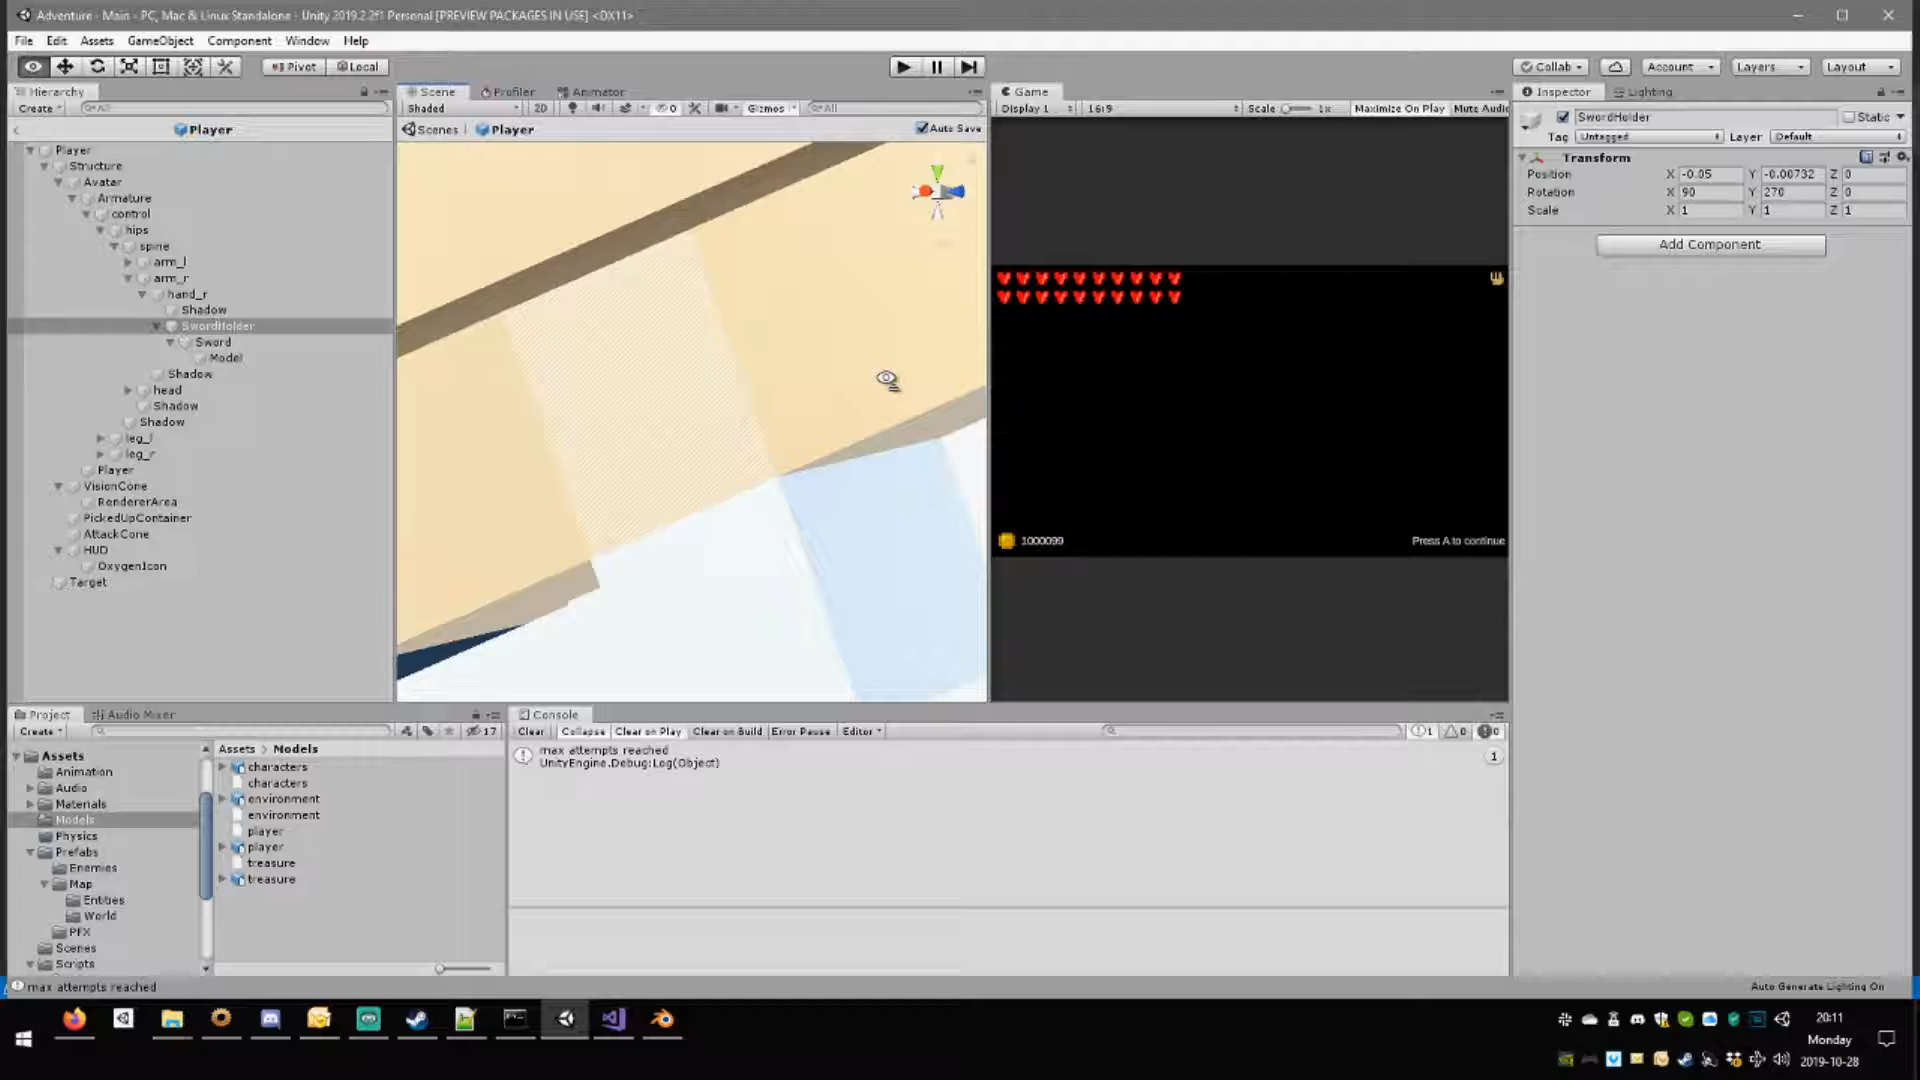 Adventure - Main - PC, Mac & Linux Standalone - Unity 2019.2.2f1 Personal [PREVIEW PACKAGES IN USE] <DX11>
File Edit Assets GameObject Component Window Help
Pivot Local Collab Account Layers Layout
Hierarchy Scene Profiler Animator Game Inspector Lighting
Create All Shaded 2D 0 Gizmos All Display 1 16:9 Scale 1x Maximize On Play Mute Audi
SwordHolder Static
Player Scenes Player Auto Save
Tag Untagged Layer Default
Player
Structure
Avatar
Armature
control
hips
spine
arm_l
arm_r
hand_r
Shadow
SwordHolder
Sword
Model
Shadow
head
Shadow
Shadow
leg_l
leg_r
Player
VisionCone
RendererArea
PickedUpContainer
AttackCone
HUD
OxygenIcon
Target
1000099
Press A to continue
Transform
Position X -0.05 Y -0.00732 Z 0
Rotation X 90 Y 270 Z 0
Scale X 1 Y 1 Z 1
Add Component
Project Audio Mixer
Create 17
Assets
Animation
Audio
Materials
Models
Physics
Prefabs
Enemies
Map
Entities
World
PFX
Scenes
Scripts
Assets > Models
characters
characters
environment
environment
player
player
treasure
treasure
Console
Clear Collapse Clear on Play Clear on Build Error Pause Editor 1 0 0
max attempts reached
UnityEngine.Debug:Log(Object)
1
max attempts reached
Auto Generate Lighting On
20:11
Monday
2019-10-28